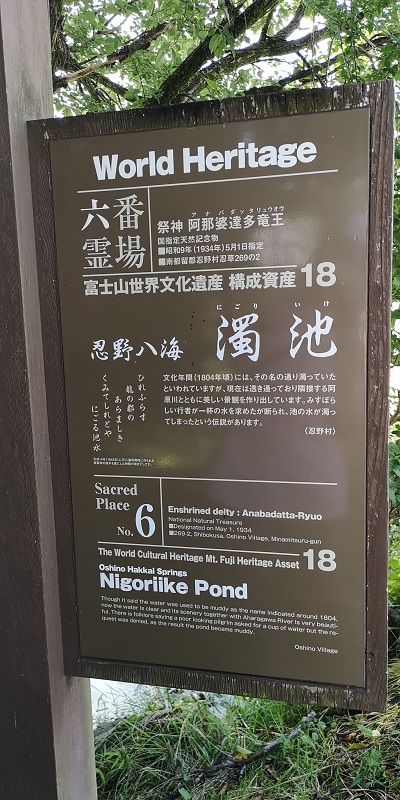 World Heritage
六番
霊場
祭神 阿那婆達多竜王
アナバダッタリュウオウ
国指定天然記念物
■昭和9年(1934年)5月1日指定
■南都留郡忍野村忍草269の2
富士山世界文化遺産 構成資産 18
にごり いけ
忍野八海 濁池
文化年間(1804年頃)には、その名の通り濁っていた
といわれていますが、現在は透き通っており隣接する阿
原川とともに美しい景観を作り出しています。みすぼら
しい行者が一杯の水を求めたが断られ、池の水が濁っ
てしまったという伝説があります。
〈忍野村〉
ひれふらす
龍の都の
あらましき
くみてしれとや
にごる池水
Sacred
Place
No. 6
Enshrined deity : Anabadatta-Ryuo
National Natural Treasure
■Designated on May 1, 1934
■269-2, Shibokusa, Oshino Village, Minamitsuru-gun
The World Cultural Heritage Mt. Fuji Heritage Asset 18
Oshino Hakkai Springs
Nigoriike Pond
Though it said the water was used to be muddy as the name indicated around 1804,
now the water is clear and its scenery together with Aharagawa River is very beauti-
ful. There is folklore saying a poor looking pilgrim asked for a cup of water but the re-
quest was denied, as the result the pond became muddy.
Oshino Village